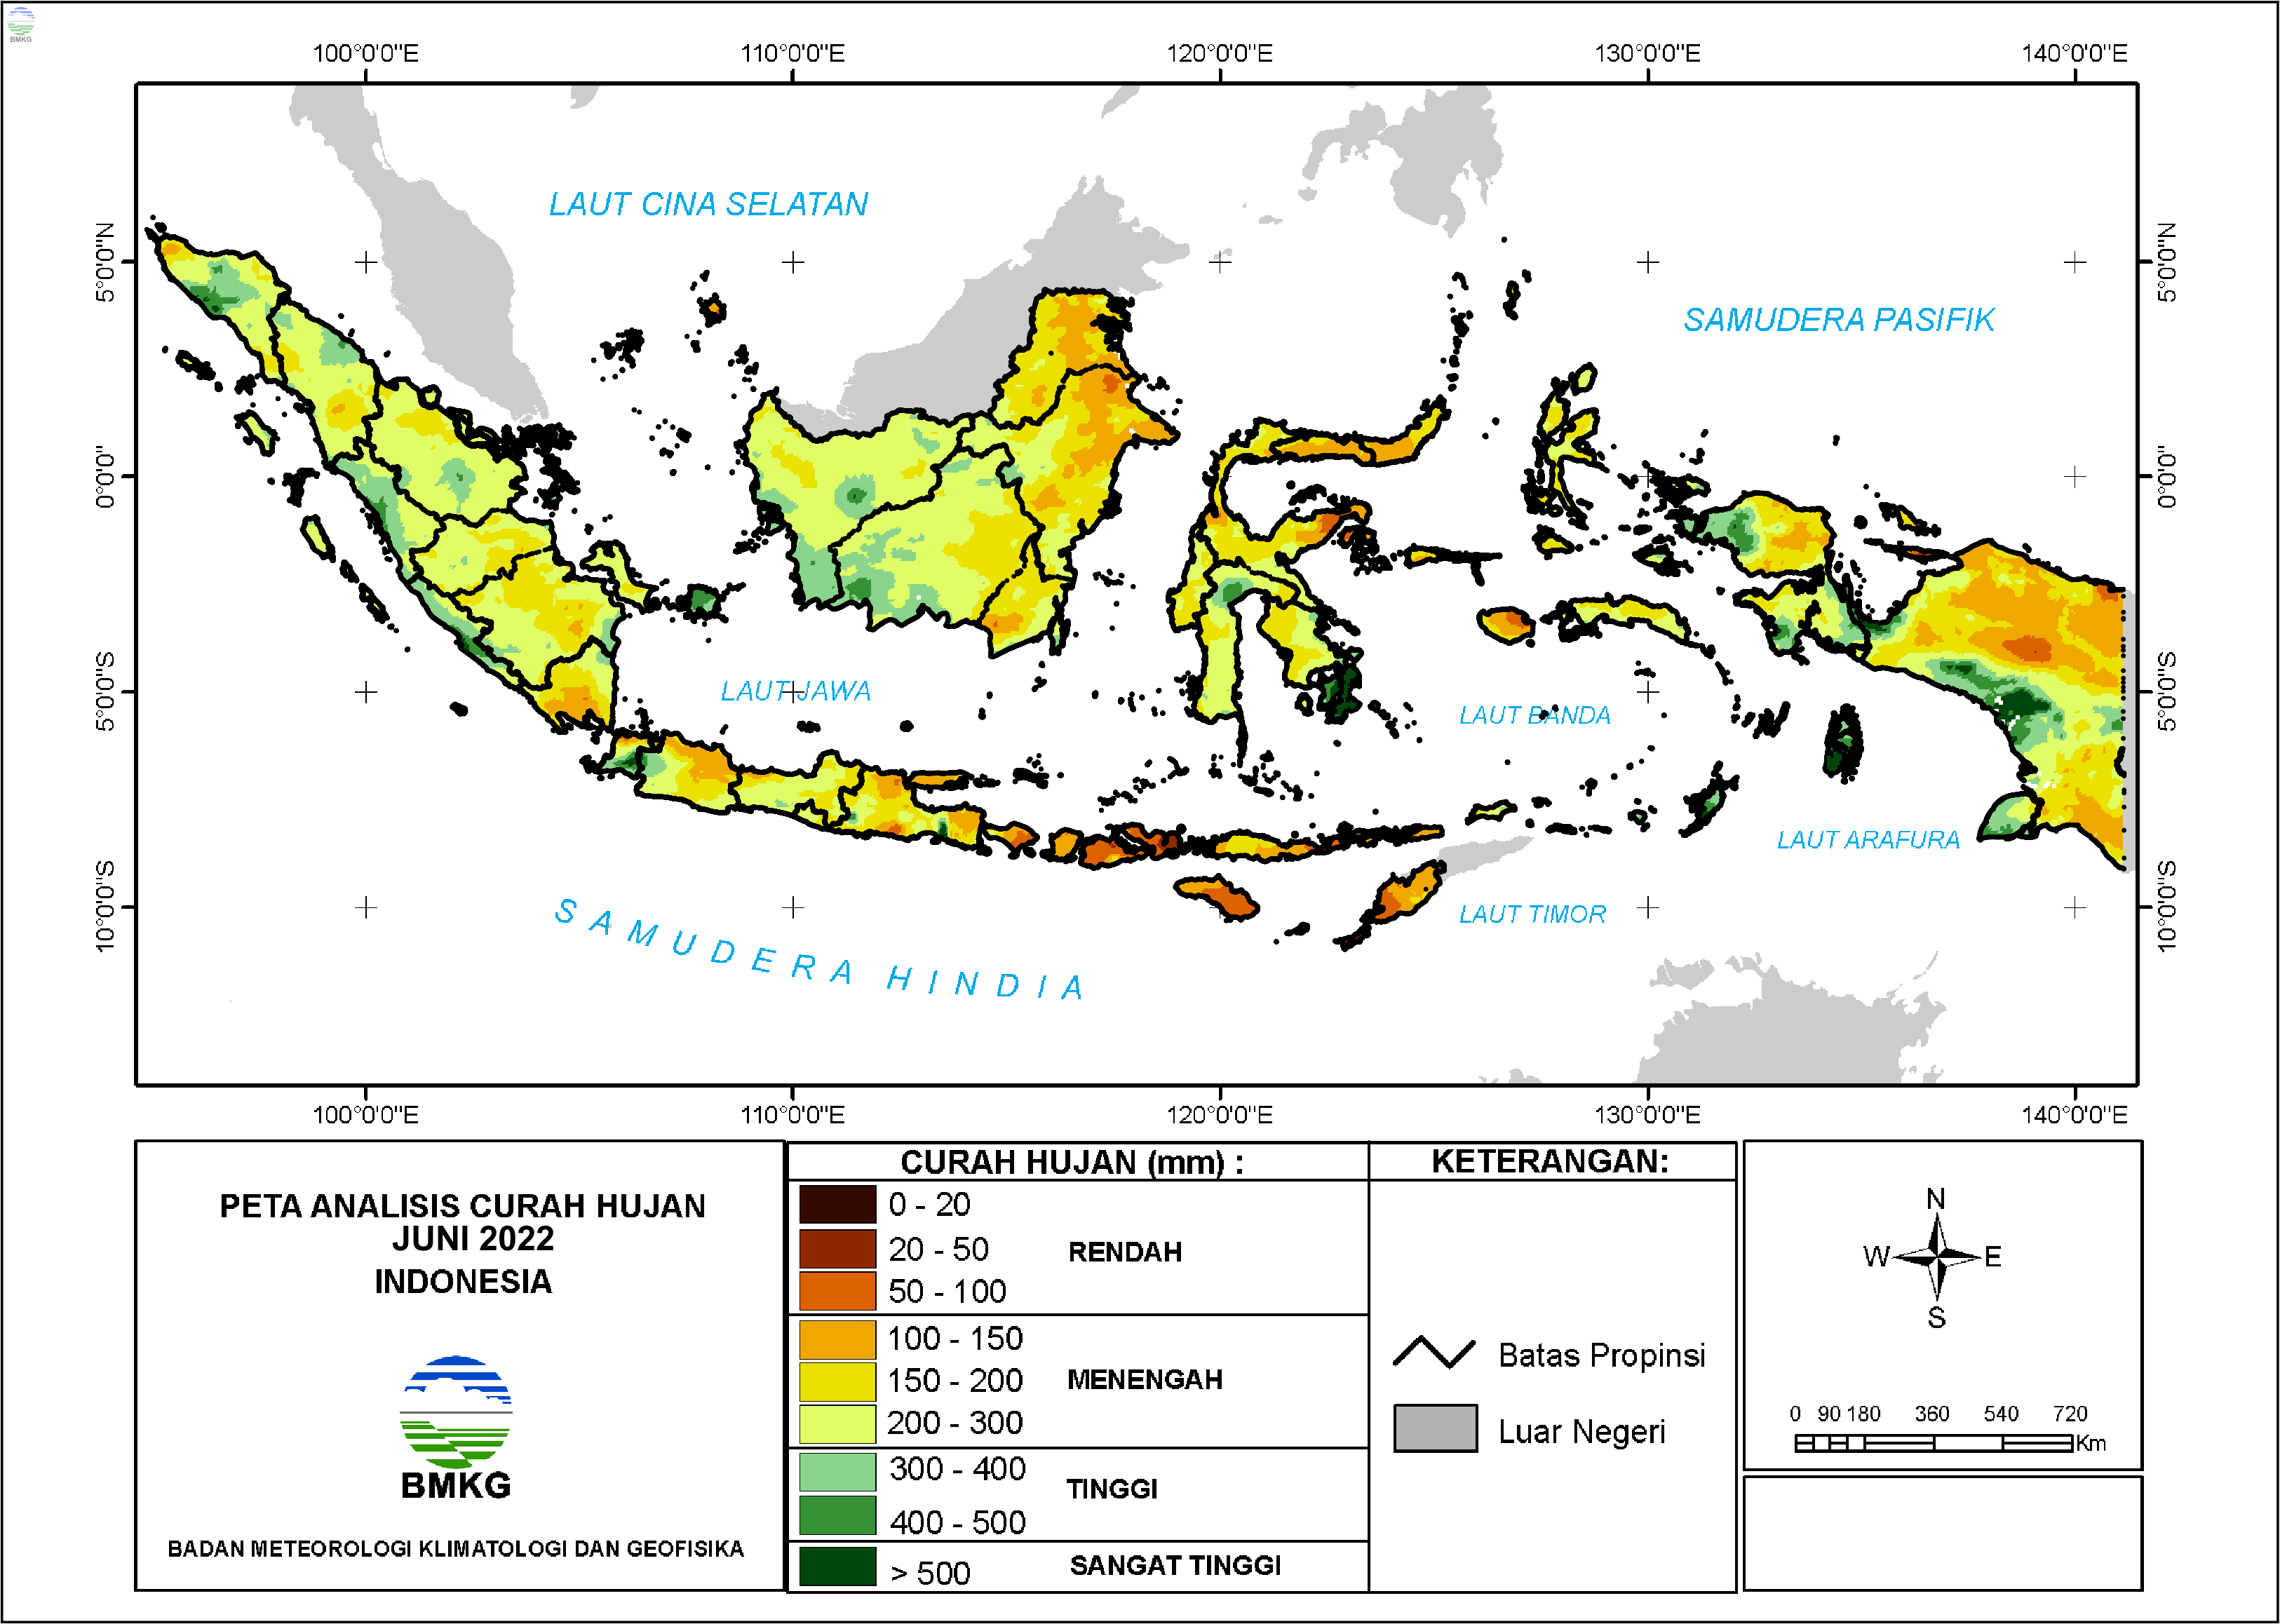 BMKG
100°0'0"E 110°0'0"E 120°0'0"E 130°0'0"E 140°0'0"E
5°0'0"N
0°0'0"
5°0'0"S
10°0'0"S
LAUT CINA SELATAN
SAMUDERA PASIFIK
LAUT JAWA
LAUT BANDA
LAUT ARAFURA
LAUT TIMOR
SAMUDERA HINDIA
5°0'0"N
0°0'0"
5°0'0"S
10°0'0"S
100°0'0"E 110°0'0"E 120°0'0"E 130°0'0"E 140°0'0"E
PETA ANALISIS CURAH HUJAN
JUNI 2022
INDONESIA
BMKG
BADAN METEOROLOGI KLIMATOLOGI DAN GEOFISIKA
CURAH HUJAN (mm) :
0 - 20
20 - 50 RENDAH
50 - 100
100 - 150
150 - 200 MENENGAH
200 - 300
300 - 400
TINGGI
400 - 500
> 500 SANGAT TINGGI
KETERANGAN:
Batas Propinsi
Luar Negeri
N
W E
S
0 90 180 360 540 720
Km